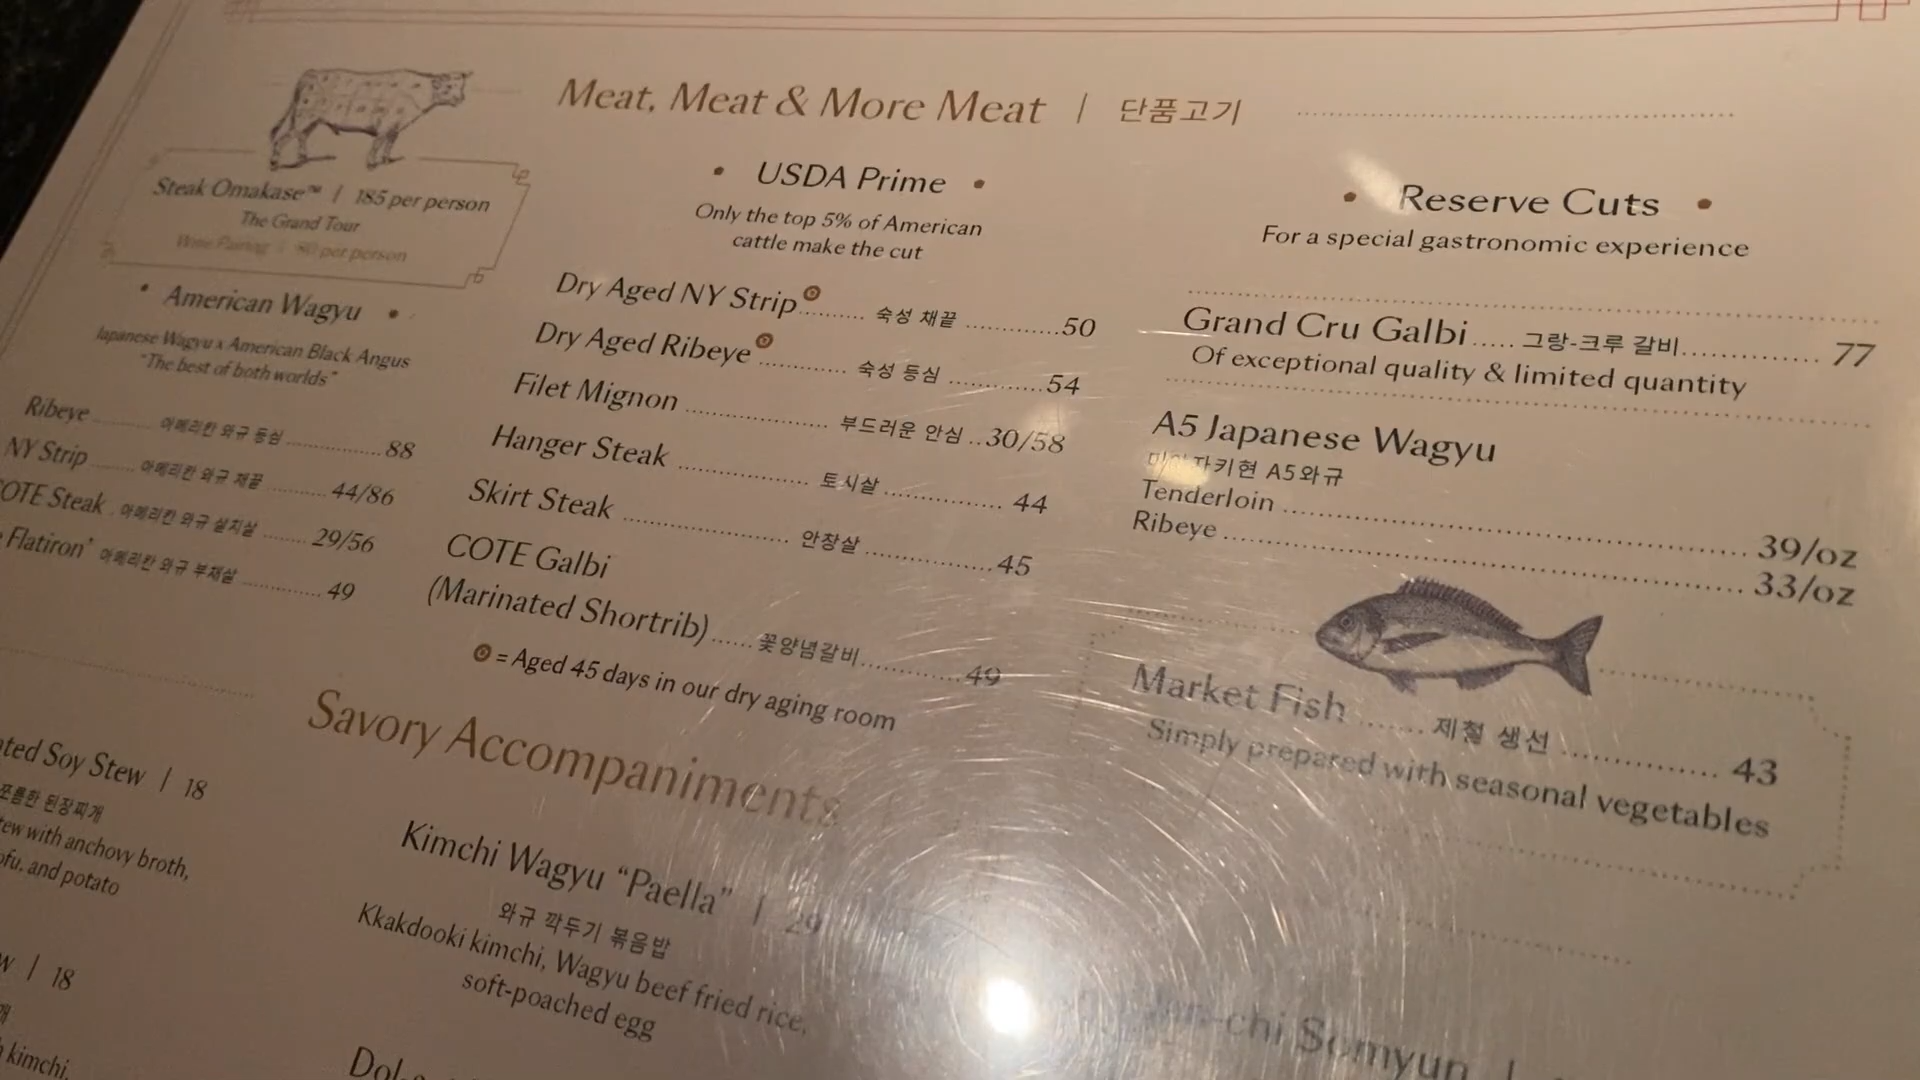 Meat, Meat & More Meat | 단품고기
Steak Omakase™ | 185 per person
The Grand Tour
Wine Pairing | 80 per person
• American Wagyu •
Japanese Wagyu x American Black Angus
"The best of both worlds"
Ribeye ........ 아메리칸 와규 등심 ........ 88
NY Strip ........ 아메리칸 와규 채끝 ........ 44/86
COTE Steak . 아메리칸 와규 살치살 ........ 29/56
Flatiron" 아메리칸 와규 부채살 ........ 49
• USDA Prime •
Only the top 5% of American
cattle make the cut
Dry Aged NY Strip ........ 숙성 채끝 ........ 50
Dry Aged Ribeye ........ 숙성 등심 ........ 54
Filet Mignon ........ 부드러운 안심 .. 30/58
Hanger Steak ........ 토시살 ........ 44
Skirt Steak ........ 안창살 ........ 45
COTE Galbi
(Marinated Shortrib) ...... 꽃양념갈비 ........ 49
= Aged 45 days in our dry aging room
• Reserve Cuts •
For a special gastronomic experience
Grand Cru Galbi ..... 그랑-크루 갈비 ........ 77
Of exceptional quality & limited quantity
A5 Japanese Wagyu
A5와규
Tenderloin ........ 39/oz
Ribeye ........ 33/oz
Market Fish ...... 제철 생선 ........ 43
Simply prepared with seasonal vegetables
Savory Accompaniments
Soy Stew | 18
된장찌개
with anchovy broth,
and potato
| 18
kimchi,
Kimchi Wagyu "Paella" | 29
와규 깍두기 볶음밥
Kkakdooki kimchi, Wagyu beef fried rice,
soft-poached egg
Somyun |